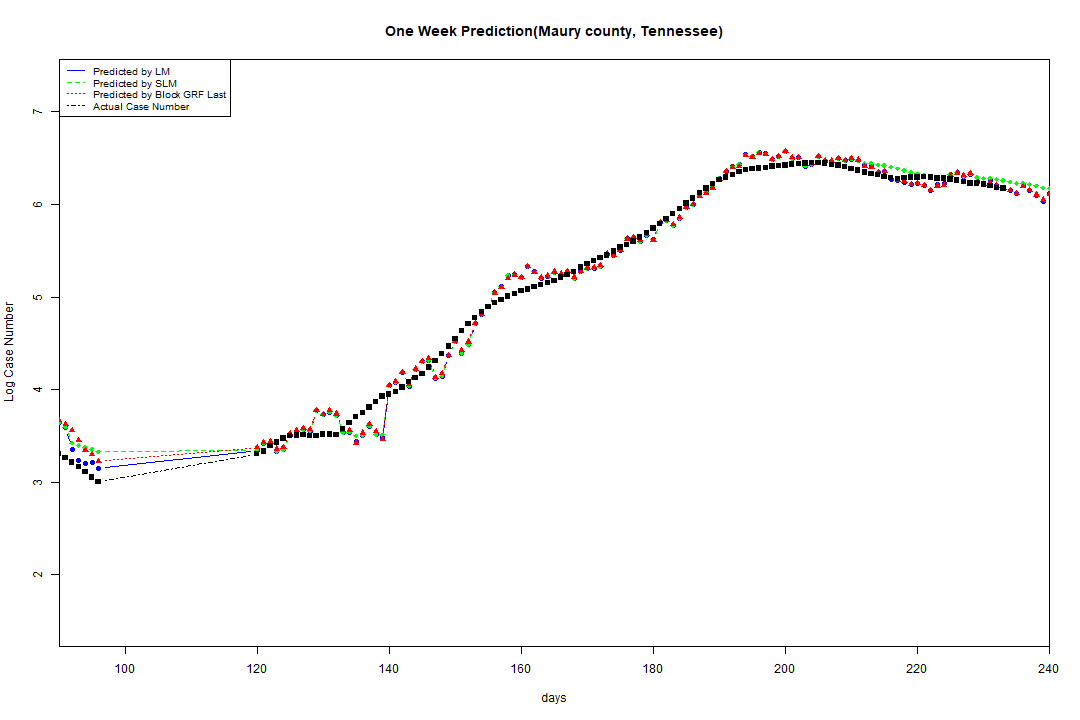 One Week Prediction(Maury county, Tennessee)
Predicted by LM
Predicted by SLM
Predicted by Block GRF Last
Actual Case Number
7
6
5
4
3
2
Log Case Number
100 120 140 160 180 200 220 240
days